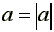 a = |a|